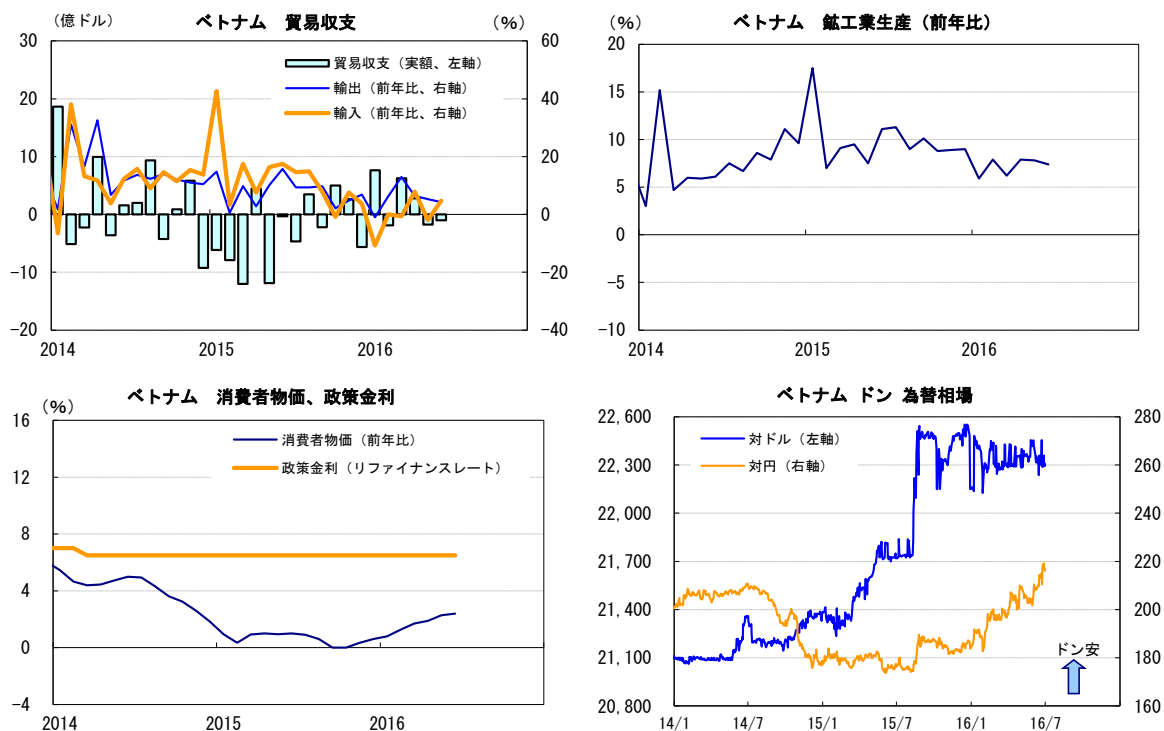 ベトナム 貿易収支
(億ドル)
(%)
貿易収支(実額、左軸)
輸出(前年比、右軸)
輸入(前年比、右軸)
30
20
10
0
-10
-20
60
40
20
0
-20
-40
2014 2015 2016
ベトナム 鉱工業生産(前年比)
(%)
20
15
10
5
0
-5
-10
2014 2015 2016
ベトナム 消費者物価、政策金利
(%)
消費者物価(前年比)
政策金利(リファイナンスレート)
16
12
8
4
0
-4
2014 2015 2016
ベトナム ドン 為替相場
対ドル(左軸)
対円(右軸)
22,600
22,300
22,000
21,700
21,400
21,100
20,800
280
260
240
220
200
180
160
ドン安
14/1 14/7 15/1 15/7 16/1 16/7